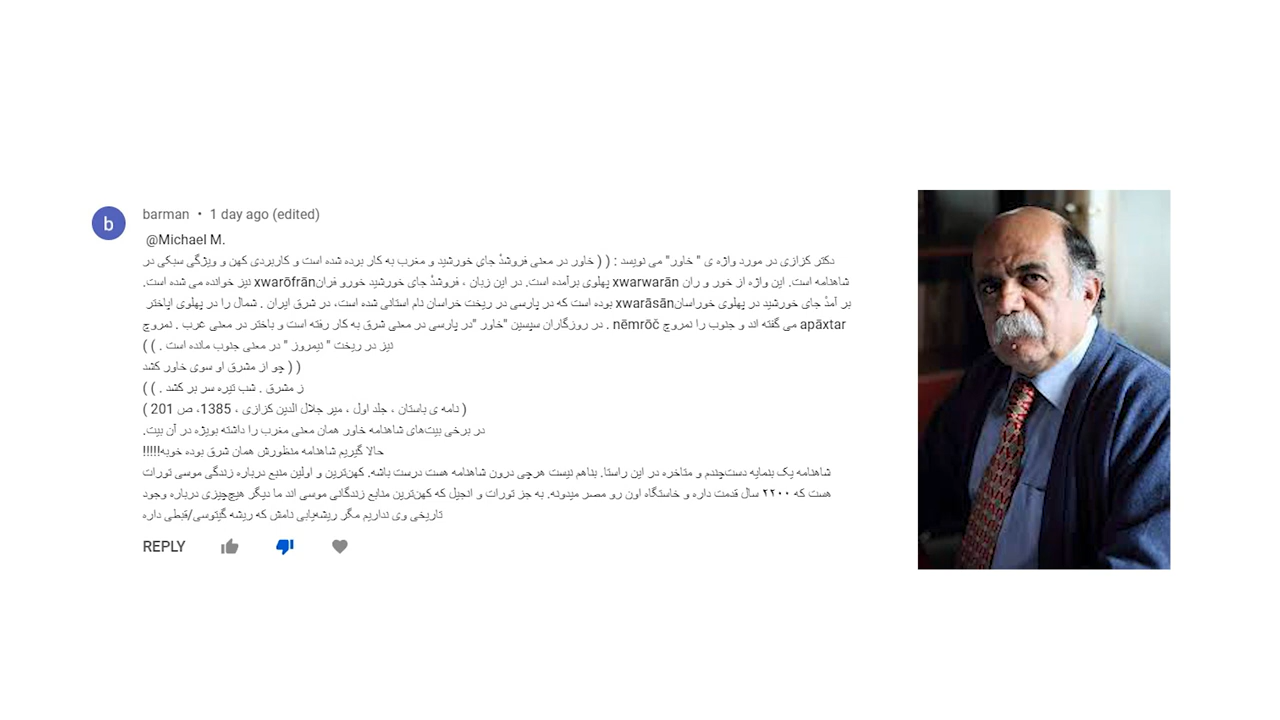 b
barman • 1 day ago (edited)
@Michael M.
دکتر کزازی در مورد واژه ی " خاور" می نویسد : ( ( خاور در معنی فروشدْ جای خورشید و مغرب به کار برده شده است و کاربردی کهن و ویژگی سبکی در
شاهنامه است. این واژه از خور و ران xwarwarān پهلوی برآمده است. در این زبان ، فروشدْ جای خورشید خورو فرانxwarōfrān نیز خوانده می شده است.
بر آمدْ جای خورشید در پهلوی خوراسانxwarāsān بوده است که در پارسی در ریخت خراسان نام استانی شده است، در شرق ایران . شمال را در پهلوی اپاختر
apāxtar می گفته اند و جنوب را نمروچ nēmrōč . در روزگاران سپسین "خاور "در پارسی در معنی شرق به کار رفته است و باختر در معنی غرب . نمروچ
نیز در ریخت " نیمروز " در معنی جنوب مانده است . ) )
( ( چو از مشرق او سوی خاور کشد
ز مشرق . شب تیره سر بر کشد . ) )
( نامه ی باستان ، جلد اول ، میر جلال الدین کزازی ، 1385، ص 201 )
در برخی بیت‌های شاهنامه خاور همان معنی مغرب را داشته بویژه در آن بیت.
حالا گیریم شاهنامه منظورش همان شرق بوده خوبه!!!!!
شاهنامه یک بنمایه دست‌چندم و متاخره در این راستا. بناهم نیست هرچی درون شاهنامه هست درست باشه. کهن‌ترین و اولین منبع درباره زندگی موسی تورات
هست که ۲۲۰۰ سال قدمت داره و خاستگاه اون رو مصر میدونه. به جز تورات و انجیل که کهن‌ترین منابع زندگانی موسی اند ما دیگر هیچ‌چیزی درباره وجود
تاریخی وی نداریم مگر ریشه‌یابی نامش که ریشه گپتوسی/قبطی داره
REPLY